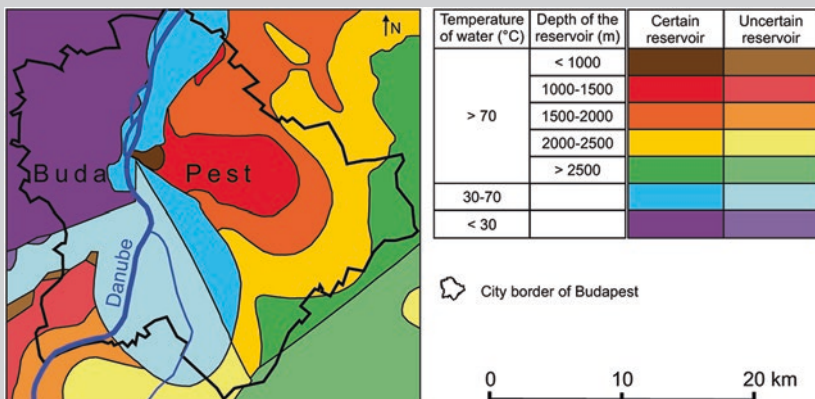 N
Buda Pest
Danube
Temperature of water (°C) Depth of the reservoir (m) Certain reservoir Uncertain reservoir
> 70
< 1000
1000-1500
1500-2000
2000-2500
> 2500
30-70
< 30
City border of Budapest
0 10 20 km